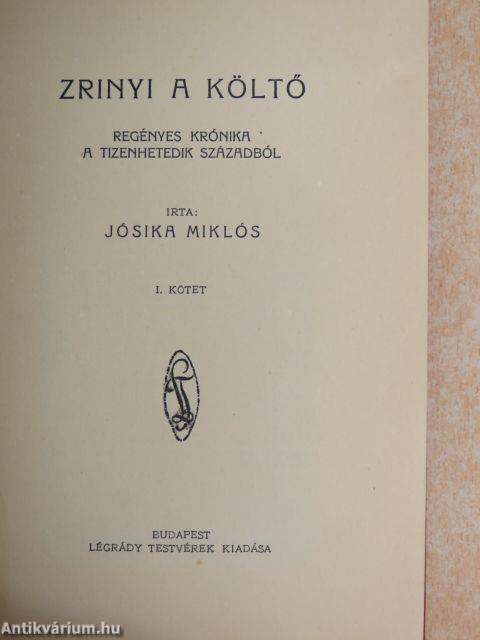 ZRINYI A KÖLTŐ
REGÉNYES KRÓNIKA
A TIZENHETEDIK SZÁZADBÓL
IRTA:
JÓSIKA MIKLÓS
I. KÖTET
BUDAPEST
LÉGRÁDY TESTVÉREK KIADÁSA
Antikvárium.hu